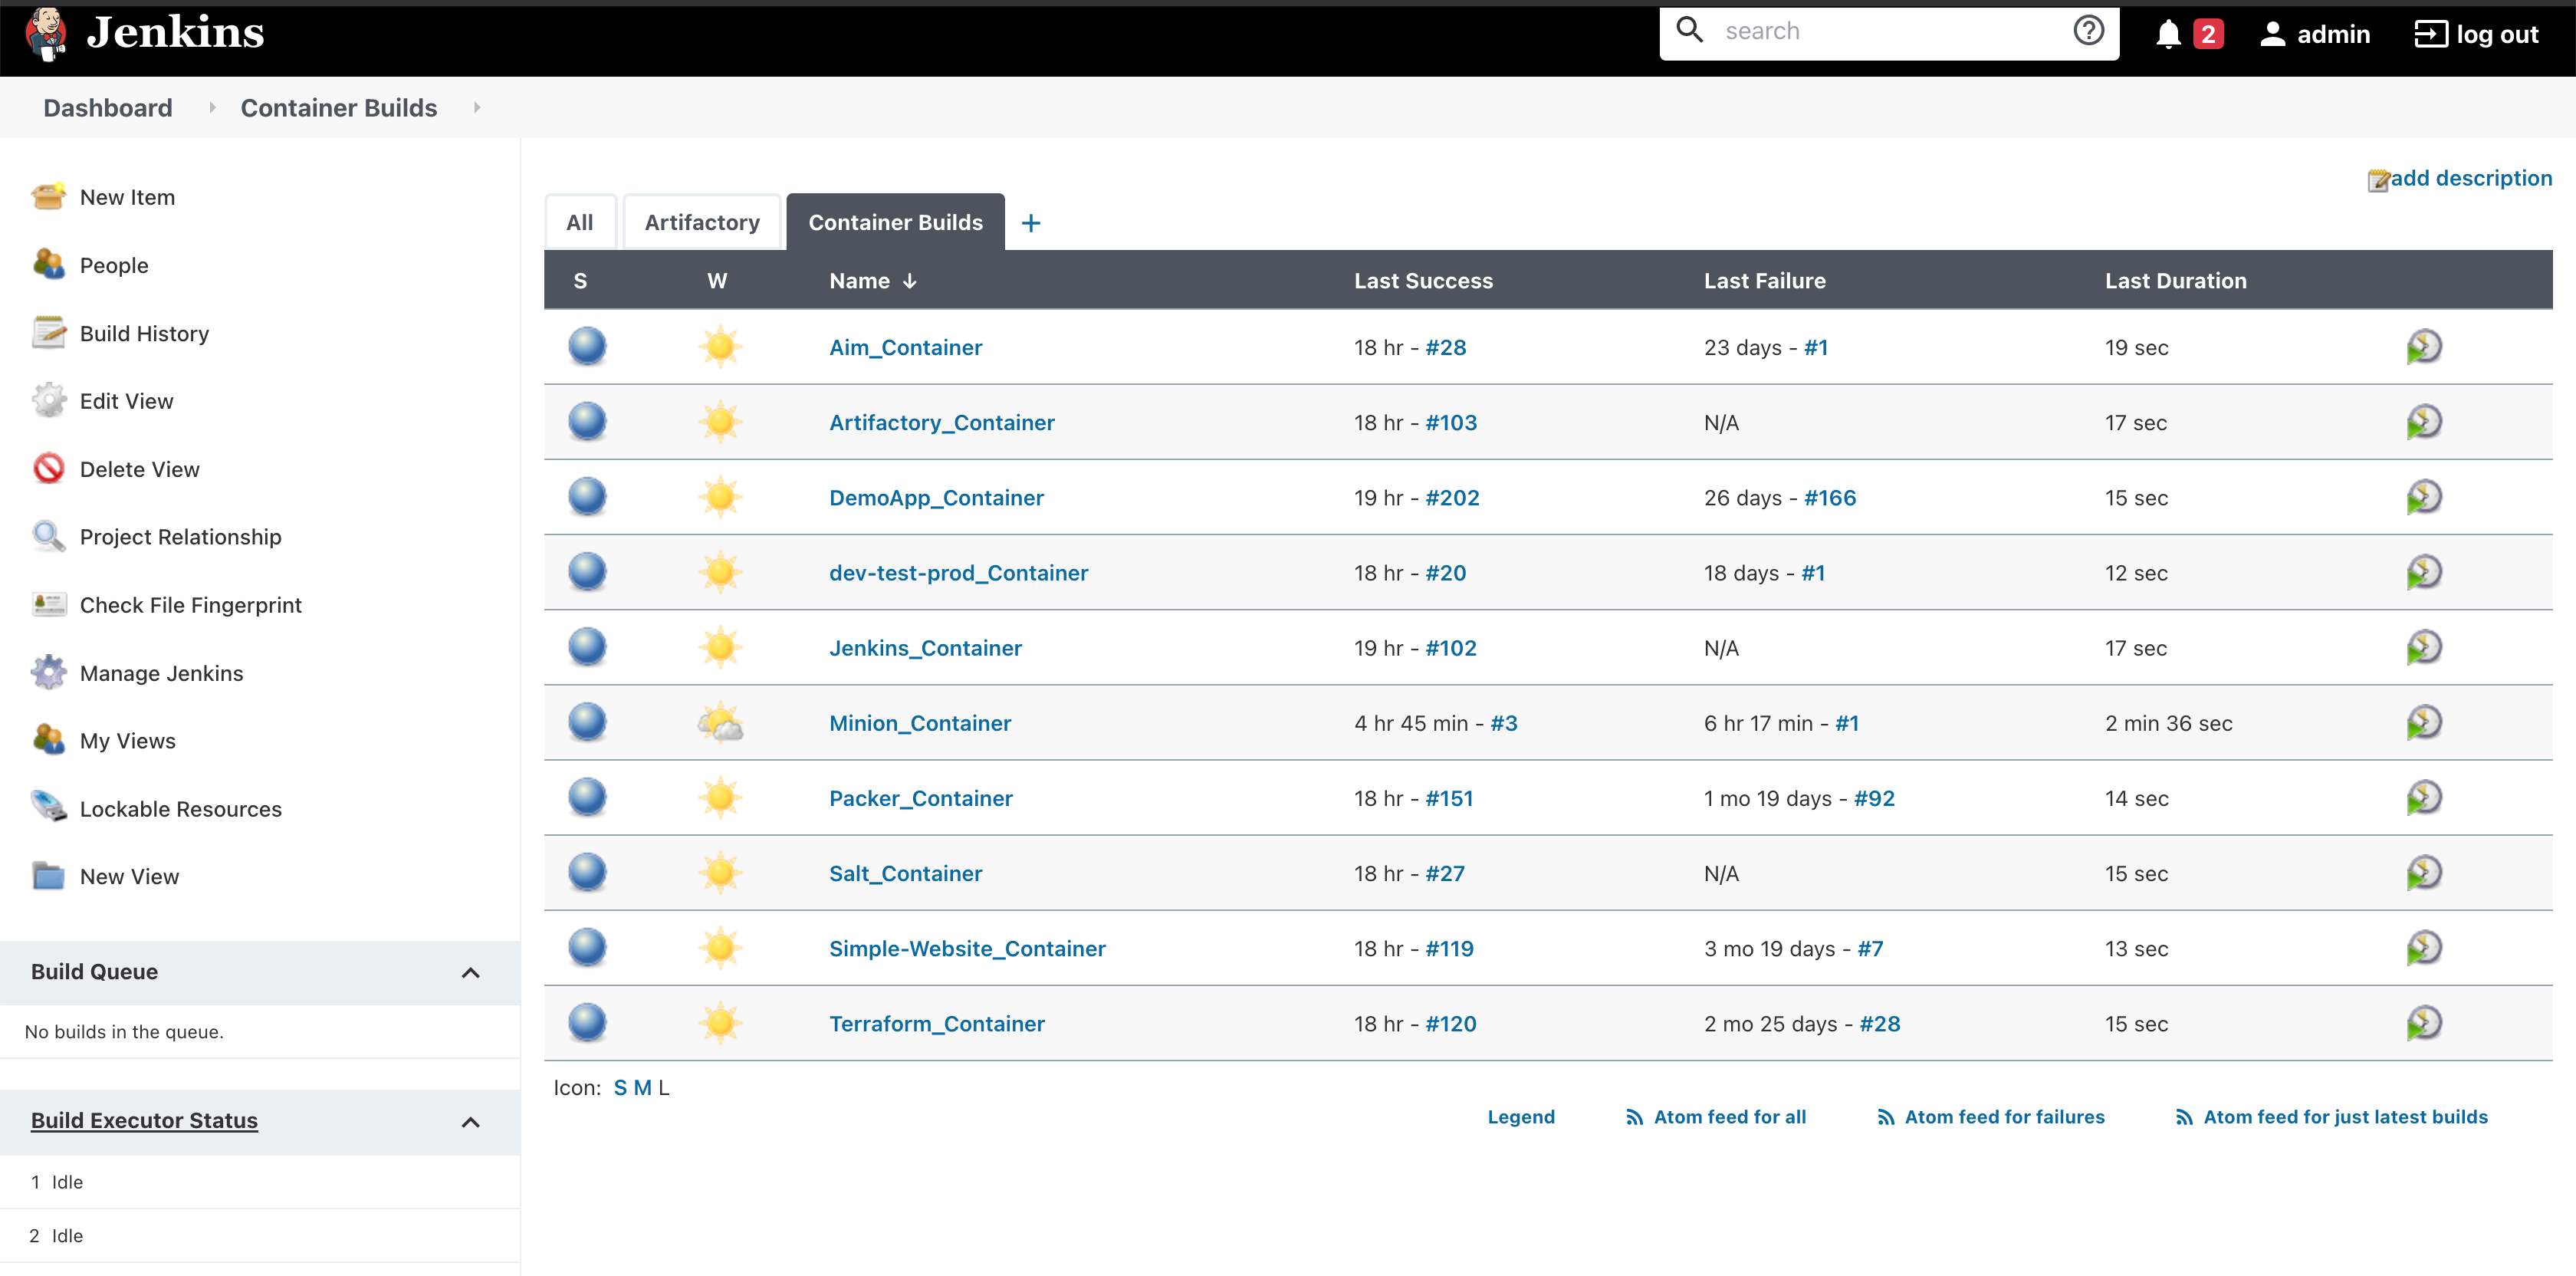 Jenkins
search
2
admin
log out
Dashboard
Container Builds
New Item
People
Build History
Edit View
Delete View
Project Relationship
Check File Fingerprint
Manage Jenkins
My Views
Lockable Resources
New View
Build Queue
No builds in the queue.
Build Executor Status
1 Idle
2 Idle
add description
All Artifactory Container Builds +
S W Name ↓ Last Success Last Failure Last Duration
Aim_Container 18 hr - #28 23 days - #1 19 sec
Artifactory_Container 18 hr - #103 N/A 17 sec
DemoApp_Container 19 hr - #202 26 days - #166 15 sec
dev-test-prod_Container 18 hr - #20 18 days - #1 12 sec
Jenkins_Container 19 hr - #102 N/A 17 sec
Minion_Container 4 hr 45 min - #3 6 hr 17 min - #1 2 min 36 sec
Packer_Container 18 hr - #151 1 mo 19 days - #92 14 sec
Salt_Container 18 hr - #27 N/A 15 sec
Simple-Website_Container 18 hr - #119 3 mo 19 days - #7 13 sec
Terraform_Container 18 hr - #120 2 mo 25 days - #28 15 sec
Icon: S M L
Legend Atom feed for all Atom feed for failures Atom feed for just latest builds